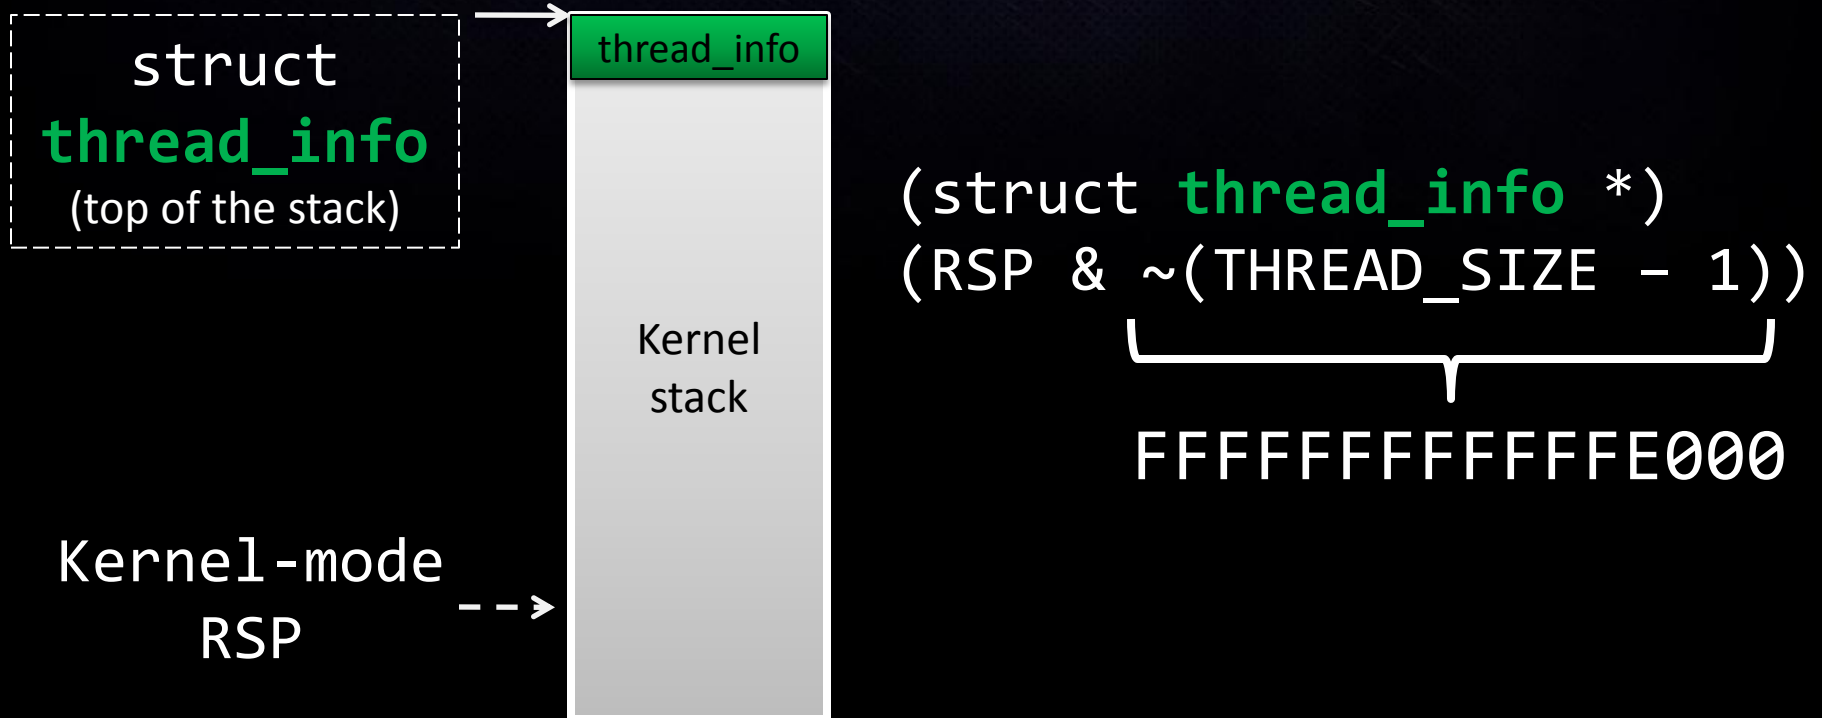 struct
thread_info
(top of the stack)
thread_info
Kernel
stack
Kernel-mode
RSP
(struct thread_info *)
(RSP & ~(THREAD_SIZE – 1))
FFFFFFFFFFFFE000